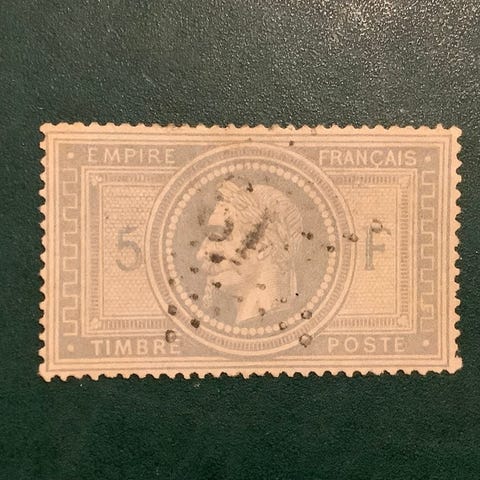 EMPIRE FRANÇAIS
5 F
TIMBRE POSTE